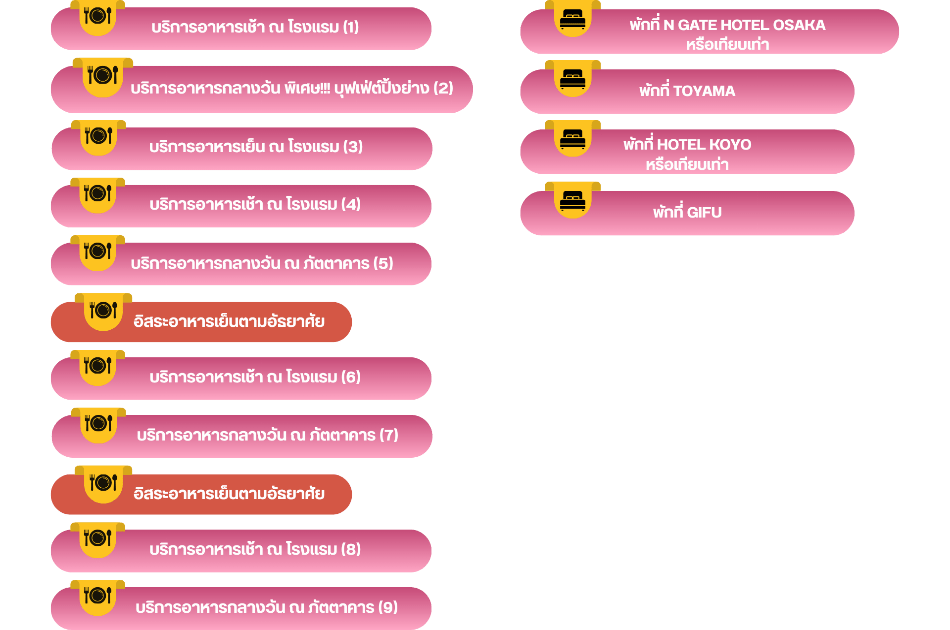 บริการอาหารเช้า ณ โรงแรม (1)
บริการอาหารกลางวัน พิเศษ!!! บุฟเฟ่ต์ปิ้งย่าง (2)
บริการอาหารเย็น ณ โรงแรม (3)
บริการอาหารเช้า ณ โรงแรม (4)
บริการอาหารกลางวัน ณ ภัตตาคาร (5)
อิสระอาหารเย็นตามอัธยาศัย
บริการอาหารเช้า ณ โรงแรม (6)
บริการอาหารกลางวัน ณ ภัตตาคาร (7)
อิสระอาหารเย็นตามอัธยาศัย
บริการอาหารเช้า ณ โรงแรม (8)
บริการอาหารกลางวัน ณ ภัตตาคาร (9)
พักที่ N GATE HOTEL OSAKA
หรือเทียบเท่า
พักที่ TOYAMA
พักที่ HOTEL KOYO
หรือเทียบเท่า
พักที่ GIFU